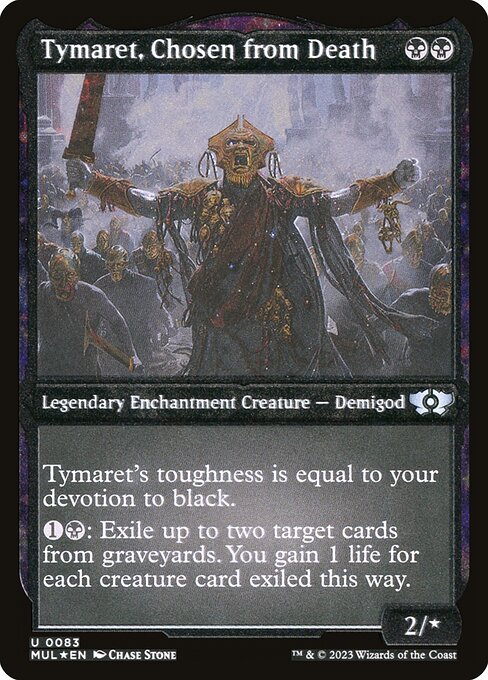 Tymaret, Chosen from Death
Legendary Enchantment Creature — Demigod
Tymaret's toughness is equal to your
devotion to black.
1: Exile up to two target cards
from graveyards. You gain 1 life for
each creature card exiled this way.
2/*
U 0083
MUL★EN Chase Stone
™ & © 2023 Wizards of the Coast